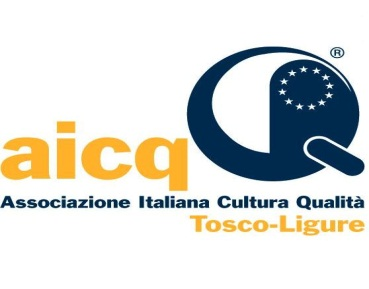 aicq ®
Associazione Italiana Cultura Qualità
Tosco-Ligure